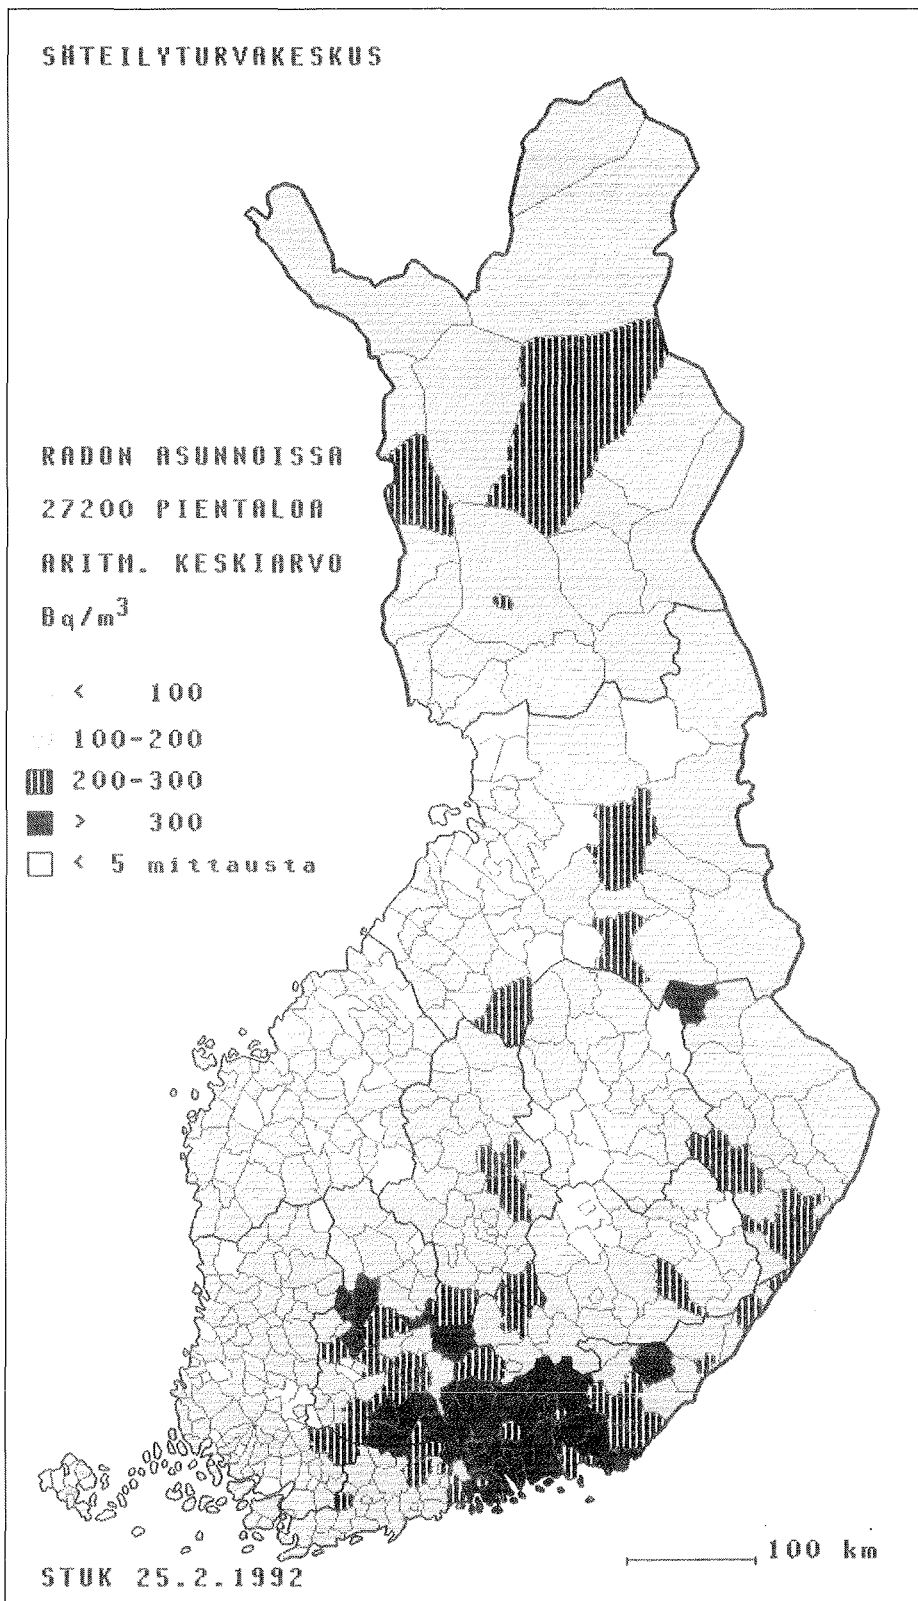 SÄTEILYTURVAKESKUS
RADON ASUNNOISSA
27200 PIENTALOA
ARITM. KESKIARVO
Bq/m³
< 100
100-200
200-300
> 300
< 5 mittausta
100 km
STUK 25.2.1992